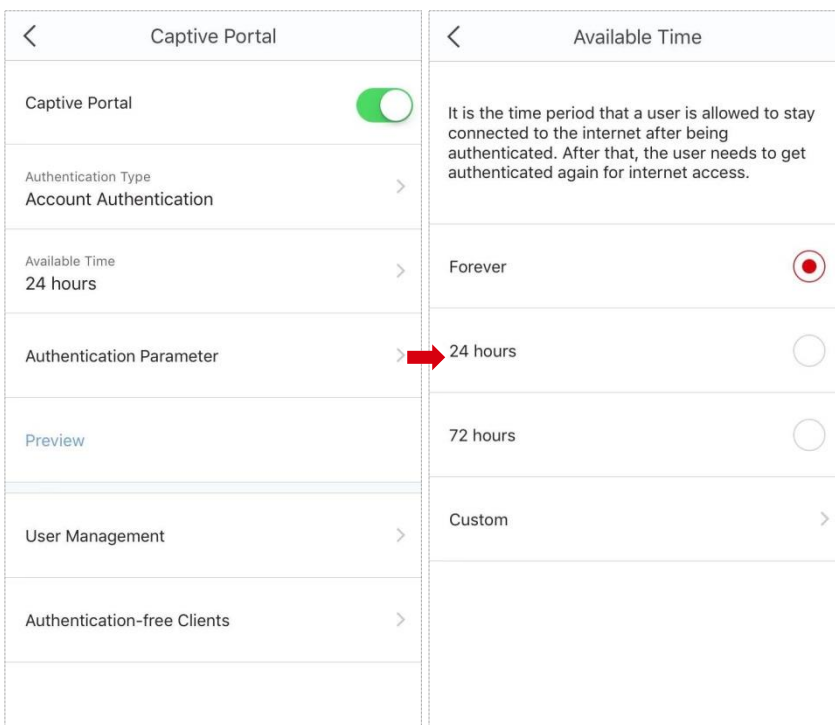 Captive Portal
Captive Portal
Authentication Type
Account Authentication
Available Time
24 hours
Authentication Parameter
Preview
User Management
Authentication-free Clients
Available Time
It is the time period that a user is allowed to stay
connected to the internet after being
authenticated. After that, the user needs to get
authenticated again for internet access.
Forever
24 hours
72 hours
Custom